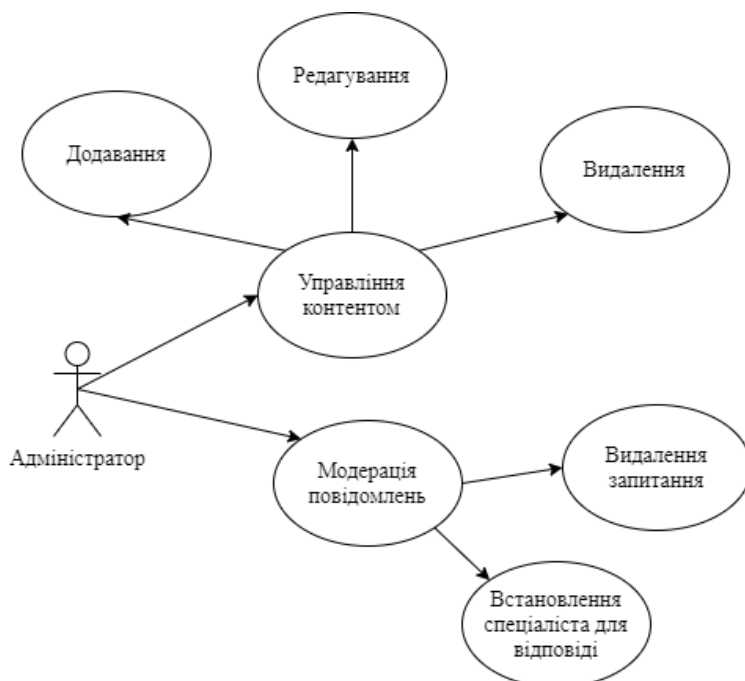 Редагування
Додавання
Видалення
Управління
контентом
Адміністратор
Модерація
повідомлень
Видалення
запитання
Встановлення
спеціаліста для
відповіді